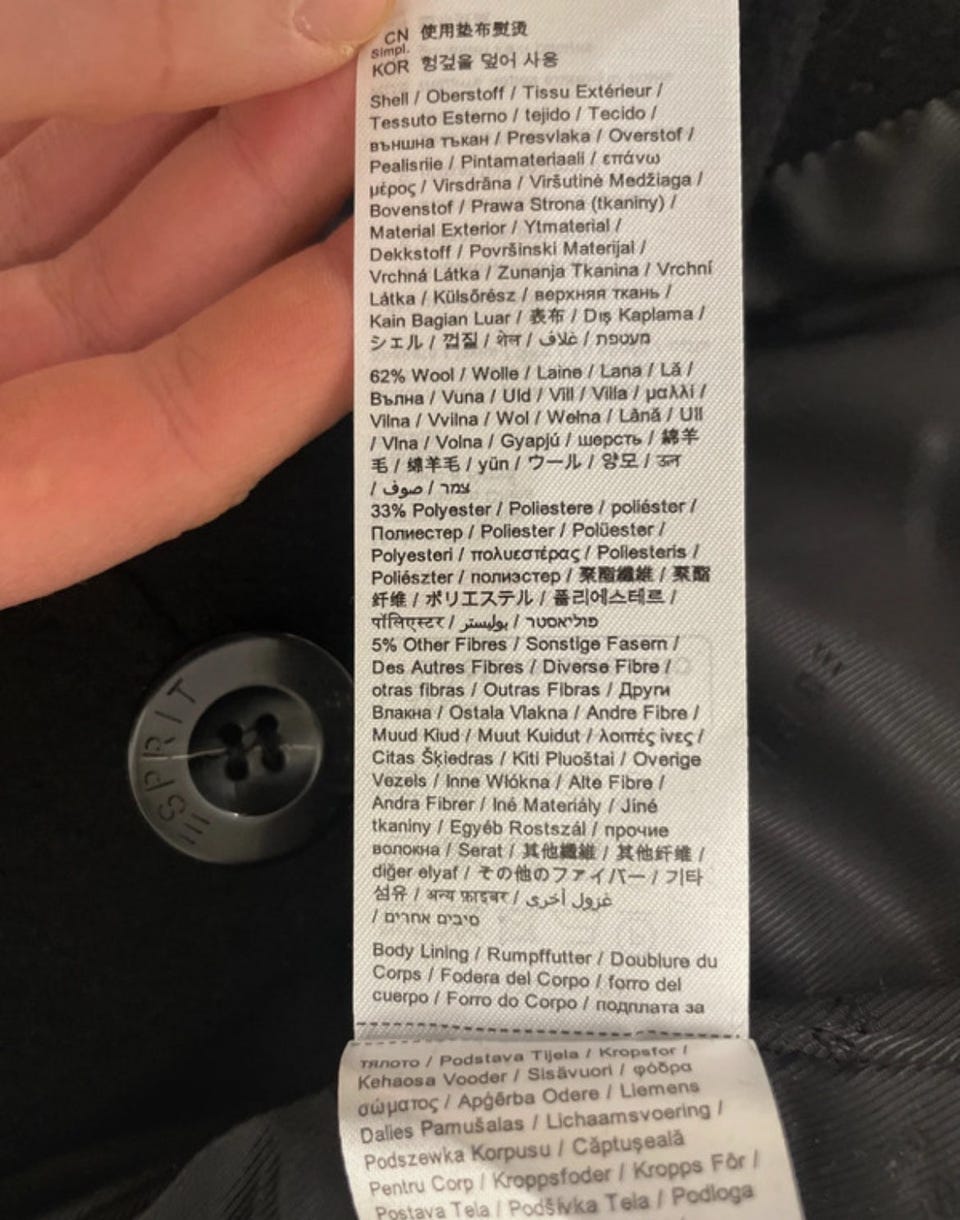 CN 使用垫布熨烫
Simpl.
KOR 헝겊을 덮어 사용
Shell / Oberstoff / Tissu Extérieur /
Tessuto Esterno / tejido / Tecido /
външна тъкан / Presvlaka / Overstof /
Pealisriie / Pintamateriaali / επάνω
μέρος / Virsdrāna / Viršutinė Medžiaga /
Bovenstof / Prawa Strona (tkaniny) /
Material Exterior / Ytmaterial /
Dekkstoff / Površinski Materijal /
Vrchná Látka / Zunanja Tkanina / Vrchní
Látka / Külsőrész / верхняя ткань /
Kain Bagian Luar / 表布 / Dış Kaplama /
シェル / 껍질 / शेल / غلاف / מעטפת
62% Wool / Wolle / Laine / Lana / Lã /
Вълна / Vuna / Uld / Vill / Villa / μαλλί /
Vilna / Vvilna / Wol / Wełna / Lână / Ull
/ Vlna / Volna / Gyapjú / шерсть / 綿羊
毛 / 绵羊毛 / yün / ウール / 양모 / ऊन
/ صوف / צמר
33% Polyester / Poliestere / poliéster /
Полиестер / Poliester / Polüester /
Polyesteri / πολυεστέρας / Poliesteris /
Poliészter / полиэстер / 聚酯纖維 / 聚酯
纤维 / ポリエステル / 폴리에스테르 /
पॉलिएस्टर / بوليستر / פוליאסטר
5% Other Fibres / Sonstige Fasern /
Des Autres Fibres / Diverse Fibre /
otras fibras / Outras Fibras / Други
Влакна / Ostala Vlakna / Andre Fibre /
Muud Kiud / Muut Kuidut / λοιπές ίνες /
Citas Šķiedras / Kiti Pluoštai / Overige
Vezels / Inne Włókna / Alte Fibre /
Andra Fibrer / Iné Materiály / Jiné
tkaniny / Egyéb Rostszál / прочие
волокна / Serat / 其他纖維 / 其他纤维 /
diğer elyaf / その他のファイバー / 기타
섬유 / अन्य फ़ाइबर / غزول أخرى
/ סיבים אחרים
Body Lining / Rumpffutter / Doublure du
Corps / Fodera del Corpo / forro del
cuerpo / Forro do Corpo / подплата за
тялото / Podstava Tijela / Kropsfor /
Kehaosa Vooder / Sisävuori / φόδρα
σώματος / Apģērba Odere / Liemens
Dalies Pamušalas / Lichaamsvoering /
Podszewka Korpusu / Căptușeală
Pentru Corp / Kroppsfoder / Kropps Fôr /
Postava Tela / Podšívka Tela / Podloga
ESPRIT